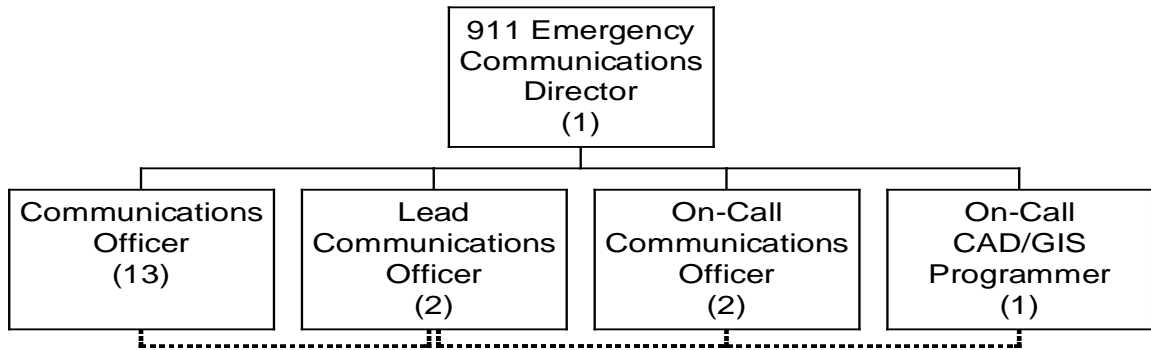 911 Emergency
Communications
Director
(1)
Communications
Officer
(13)
Lead
Communications
Officer
(2)
On-Call
Communications
Officer
(2)
On-Call
CAD/GIS
Programmer
(1)